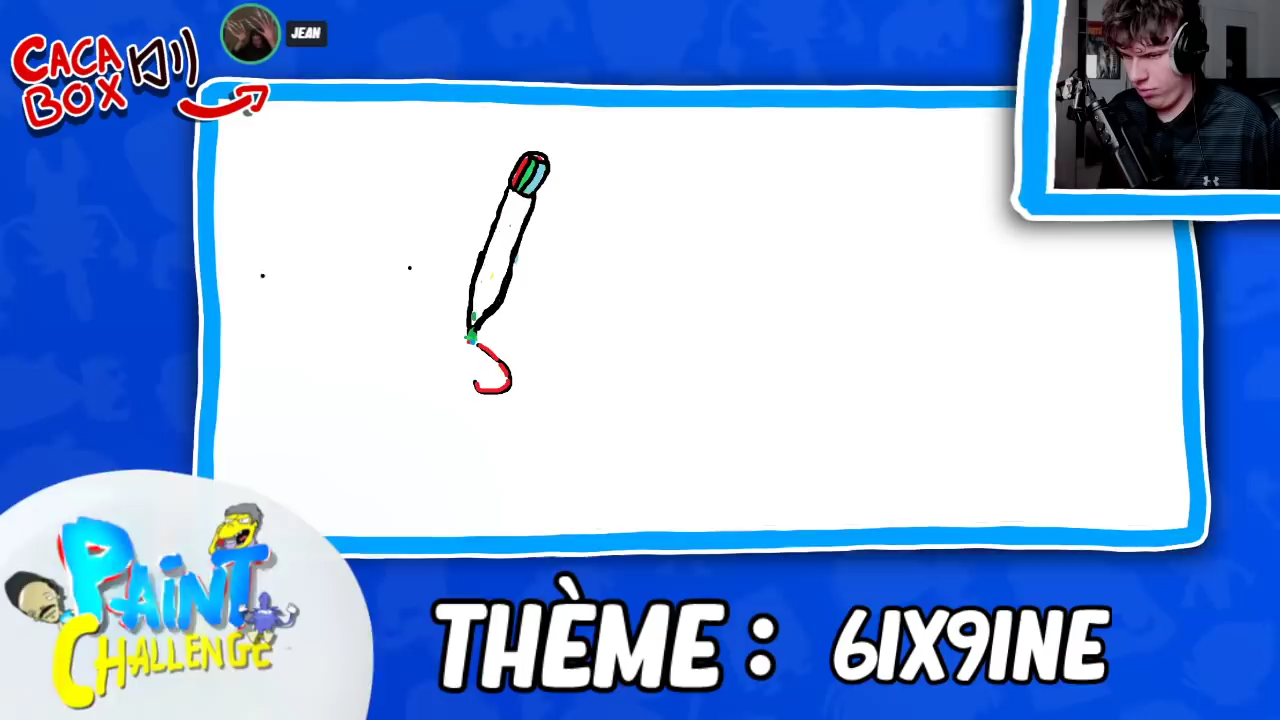 CACA
BOX
JEAN
PAINT
CHALLENGE
THÈME : 6IX9INE